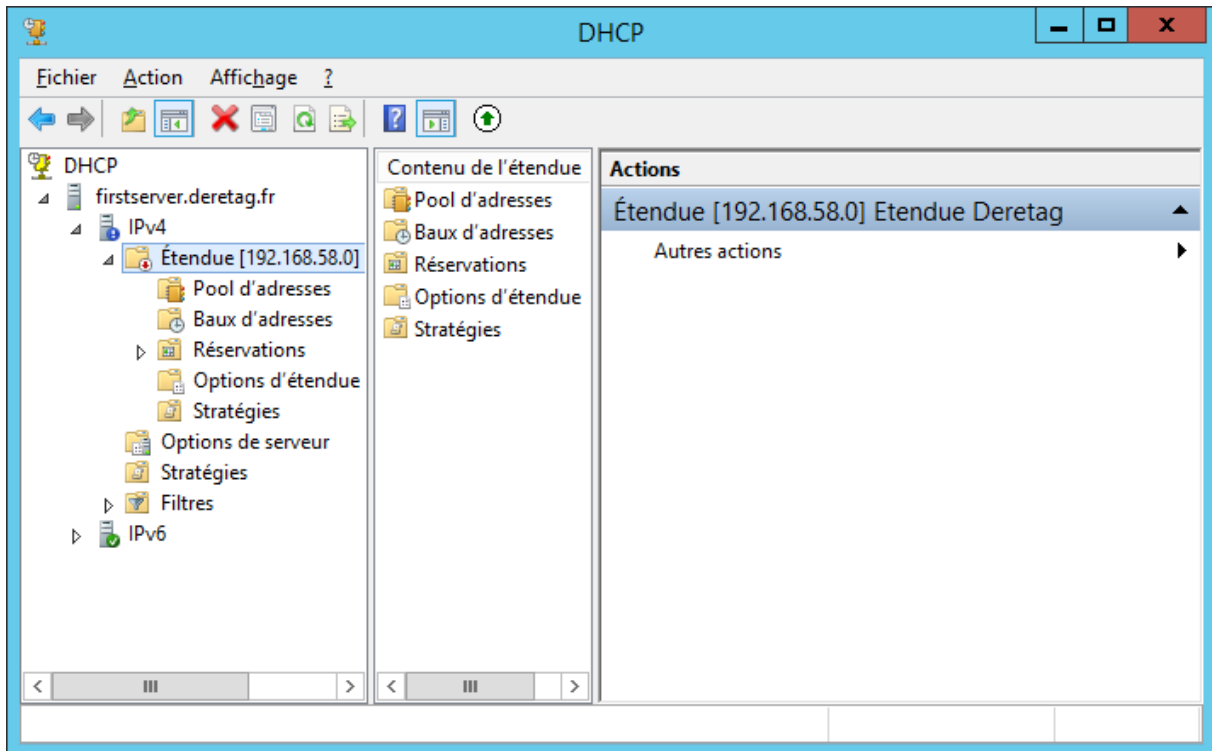 DHCP
Fichier Action Affichage ?
DHCP
firstserver.deretag.fr
IPv4
Étendue [192.168.58.0]
Pool d'adresses
Baux d'adresses
Réservations
Options d'étendue
Stratégies
Options de serveur
Stratégies
Filtres
IPv6
Contenu de l'étendue
Pool d'adresses
Baux d'adresses
Réservations
Options d'étendue
Stratégies
Actions
Étendue [192.168.58.0] Etendue Deretag
Autres actions